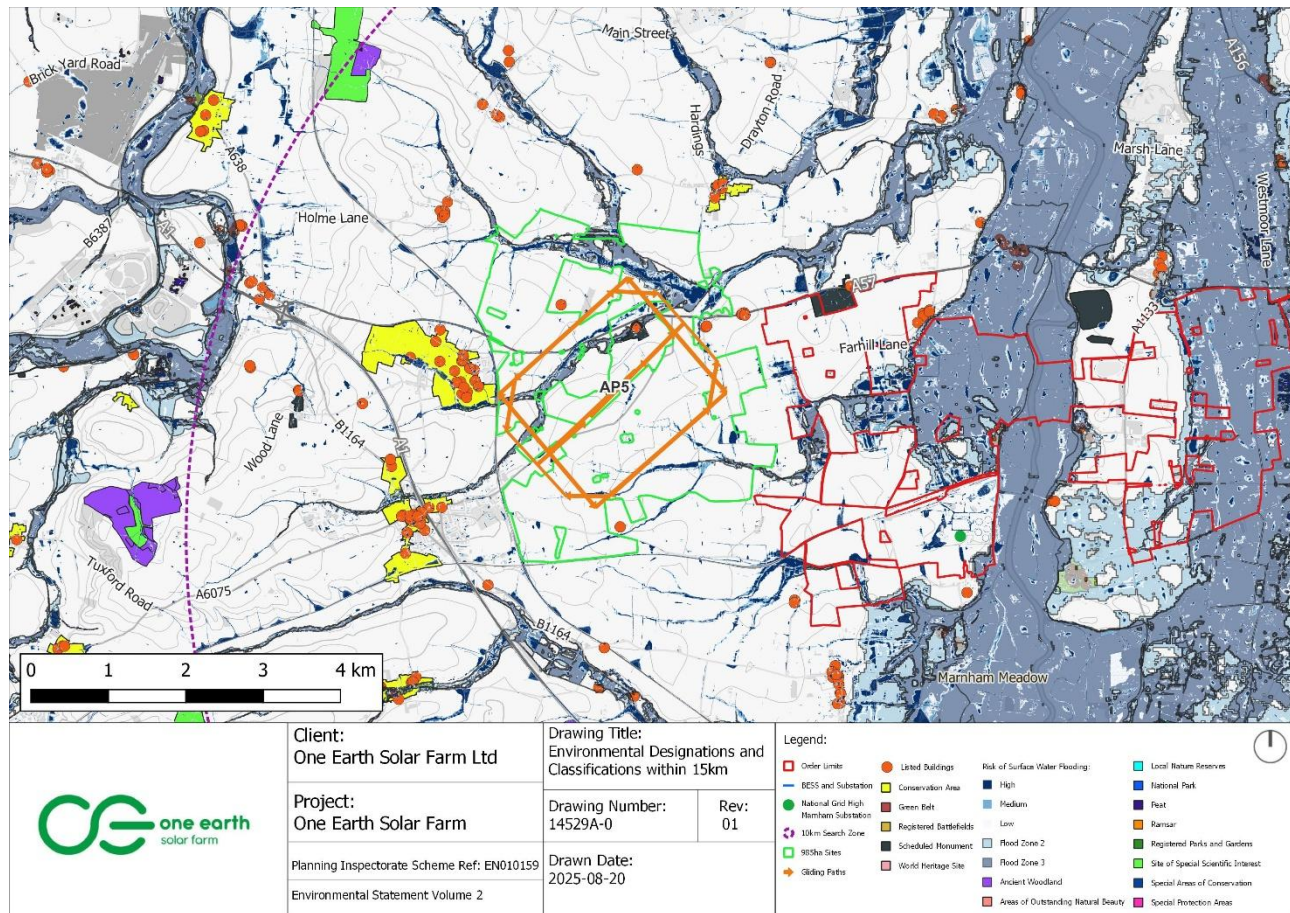 Main Street
Brick Yard Road
A156
Hardings
Drayton Road
A638
Marsh Lane
Westmoor Lane
Holme Lane
B6387
A1
A57
A1133
Farhill Lane
AP5
Wood Lane
B1164
A1
Tuxford Road
A6075
B1164
Marnham Meadow
0 1 2 3 4 km
one earth
solar farm
Client:
One Earth Solar Farm Ltd
Project:
One Earth Solar Farm
Planning Inspectorate Scheme Ref: EN010159
Environmental Statement Volume 2
Drawing Title:
Environmental Designations and
Classifications within 15km
Drawing Number:
14529A-0
Rev:
01
Drawn Date:
2025-08-20
Legend:
Order Limits
BESS and Substation
National Grid High
Marnham Substation
10km Search Zone
985ha Sites
Gliding Paths
Listed Buildings
Conservation Area
Green Belt
Registered Battlefields
Scheduled Monument
World Heritage Site
Risk of Surface Water Flooding:
High
Medium
Low
Flood Zone 2
Flood Zone 3
Ancient Woodland
Areas of Outstanding Natural Beauty
Local Nature Reserves
National Park
Peat
Ramsar
Registered Parks and Gardens
Site of Special Scientific Interest
Special Areas of Conservation
Special Protection Areas